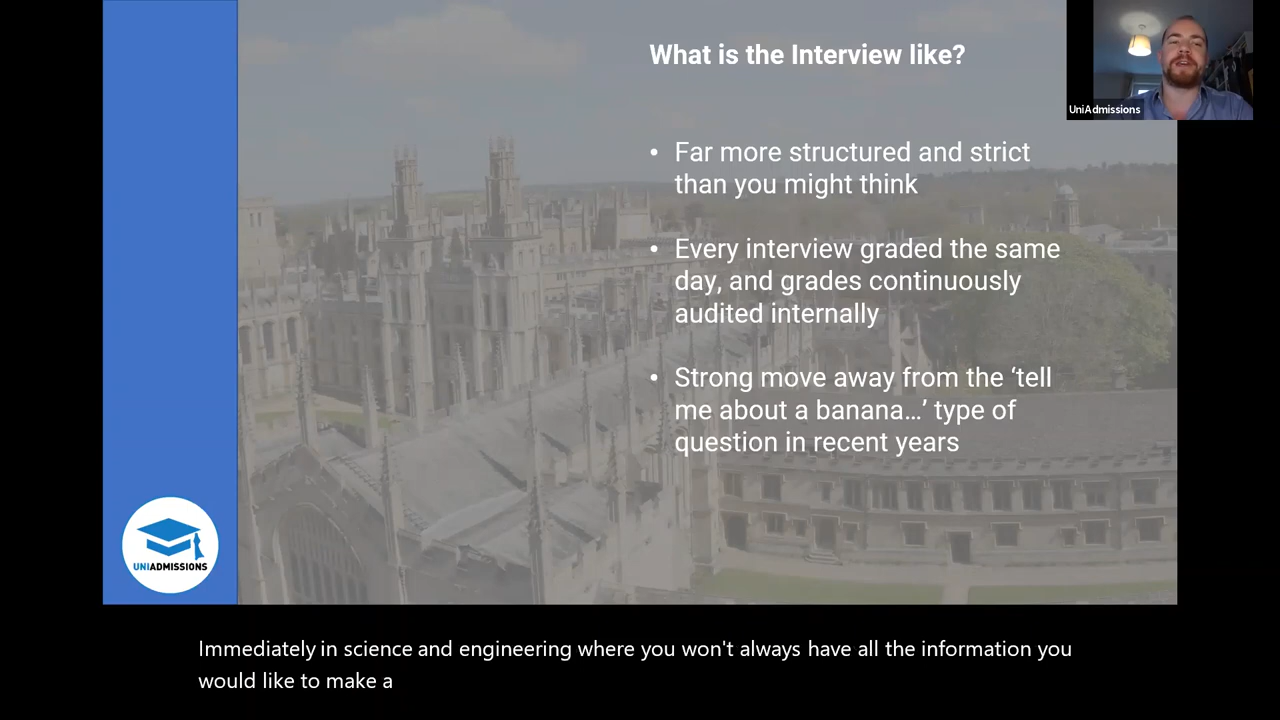 What is the Interview like?
UniAdmissions
• Far more structured and strict
than you might think
• Every interview graded the same
day, and grades continuously
audited internally
• Strong move away from the ‘tell
me about a banana...’ type of
question in recent years
UNIADMISSIONS
Immediately in science and engineering where you won't always have all the information you
would like to make a